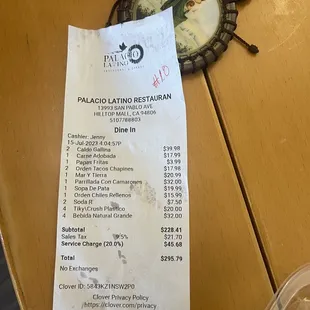 PALACIO
LATINO
#10
PALACIO LATINO RESTAURAN
13993 SAN PABLO AVE
HILLTOP MALL, CA 94806
5107788803
Dine In
Cashier: Jenny
15-Jul-2023 4:04:57P
2 Caldo Gallina $39.98
1 Carne Adobada $17.99
1 Papas Fritas $3.99
2 Orden Tacos Chapines $17.98
1 Mar Y Tierra $20.99
1 Parrillada Con Camarones $32.00
1 Sopa De Pata $19.99
1 Orden Chiles Rellenos $15.99
2 Soda R $7.50
4 Tiky\Crush Plastico $20.00
4 Bebida Natural Grande $32.00
Subtotal $228.41
Sales Tax 9.5% $21.70
Service Charge (20.0%) $45.68
Total $295.79
No Exchanges
Clover ID: 5843KZ1NSW2P0
Clover Privacy Policy
https://clover.com/privacy